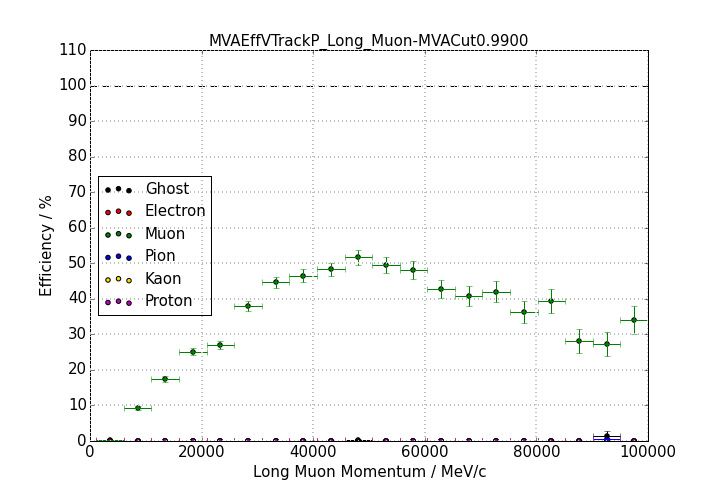 MVAEffVTrackP_Long_Muon-MVACut0.9900
110
100
90
80
70
60
50
40
30
20
10
0
Efficiency / %
Ghost
Electron
Muon
Pion
Kaon
Proton
0 20000 40000 60000 80000 100000
Long Muon Momentum / MeV/c